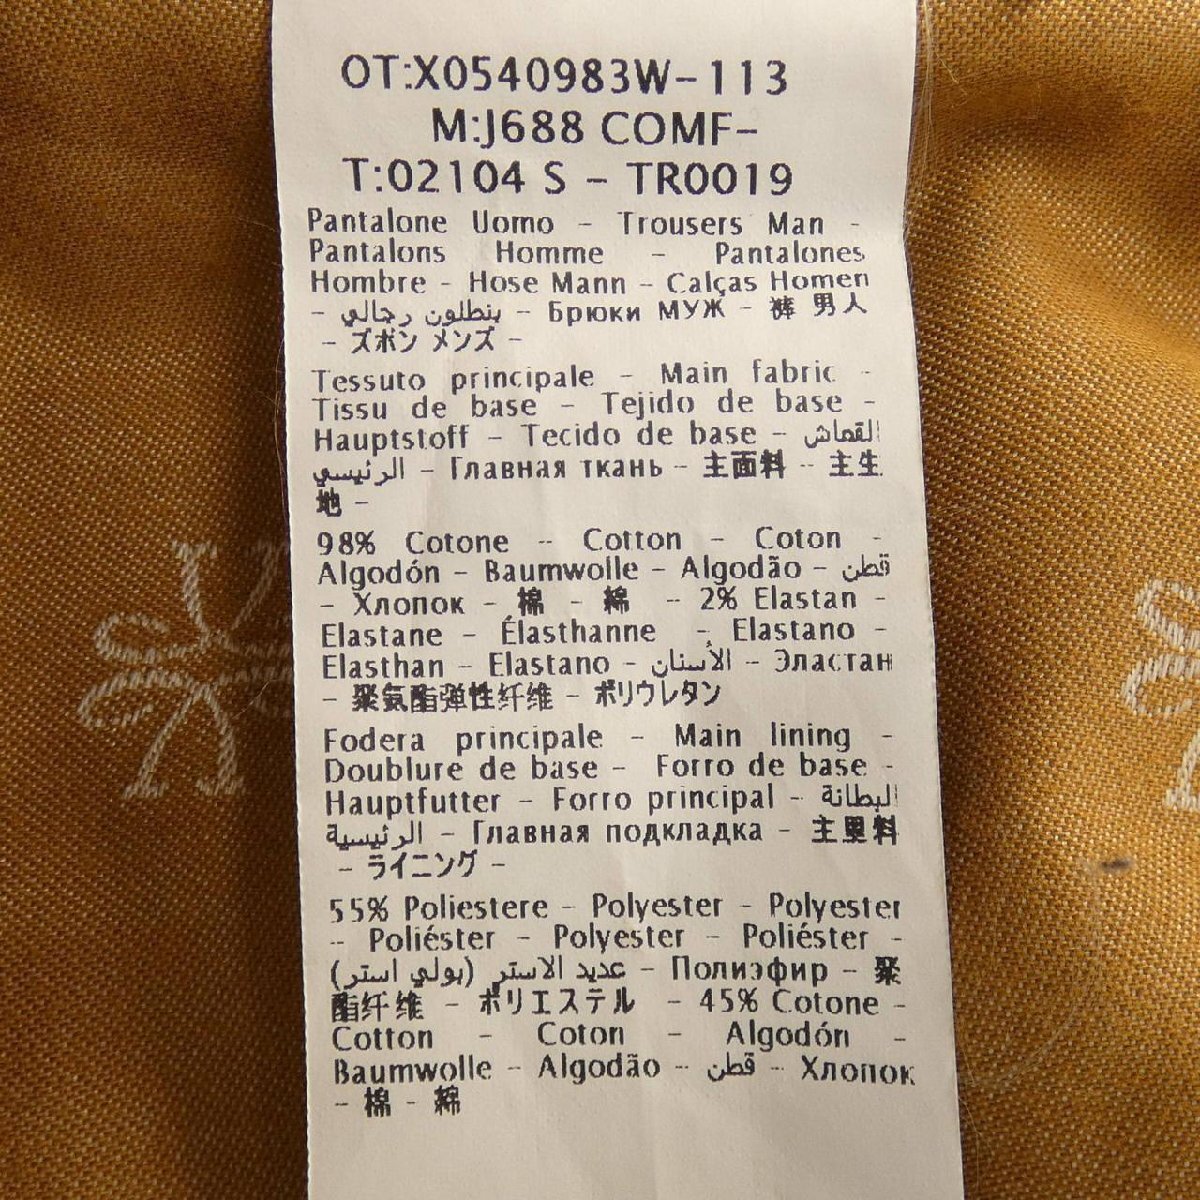 OT:X0540983W-113
M:J688 COMF-
T:02104 S - TR0019
Pantalone Uomo - Trousers Man -
Pantalons Homme - Pantalones
Hombre - Hose Mann - Calças Homen
- بنطلون رجالي - Брюки МУЖ - 裤 男人
- ズボン メンズ -
Tessuto principale - Main fabric -
Tissu de base - Tejido de base -
Hauptstoff - Tecido de base - القماش
الرئيسي - Главная ткань - 主面料 - 主生
地 -
98% Cotone - Cotton - Coton -
Algodón - Baumwolle - Algodão - قطن
- Хлопок - 棉 - 綿 - 2% Elastan -
Elastane - Élasthanne - Elastano -
Elasthan - Elastano - الأستان - Эластан
- 聚氨酯弹性纤维 - ポリウレタン
Fodera principale - Main lining -
Doublure de base - Forro de base -
Hauptfutter - Forro principal - البطانة
الرئيسية - Главная подкладка - 主里料
- ライニング -
55% Poliestere - Polyester - Polyester
- Poliéster - Polyester - Poliéster -
عديد الاستر (بولي استر) - Полиэфир - 聚
酯纤维 - ポリエステル - 45% Cotone -
Cotton - Coton - Algodón -
Baumwolle - Algodão - قطن - Хлопок
- 棉 - 綿